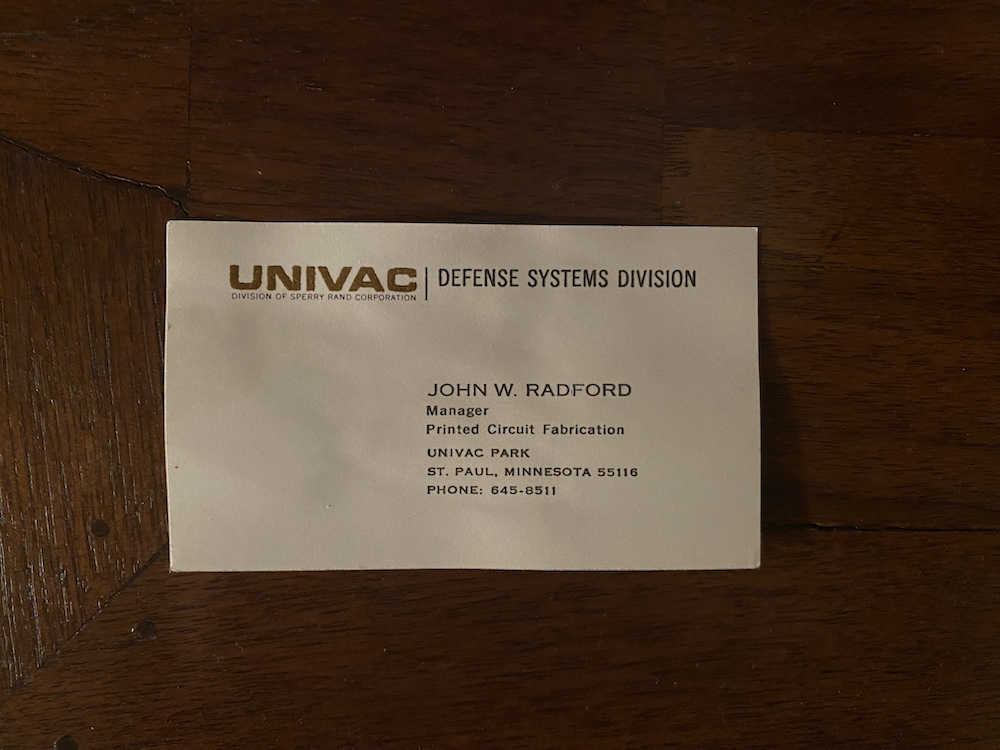 UNIVAC | DEFENSE SYSTEMS DIVISION
DIVISION OF SPERRY RAND CORPORATION
JOHN W. RADFORD
Manager
Printed Circuit Fabrication
UNIVAC PARK
ST. PAUL, MINNESOTA 55116
PHONE: 645-8511